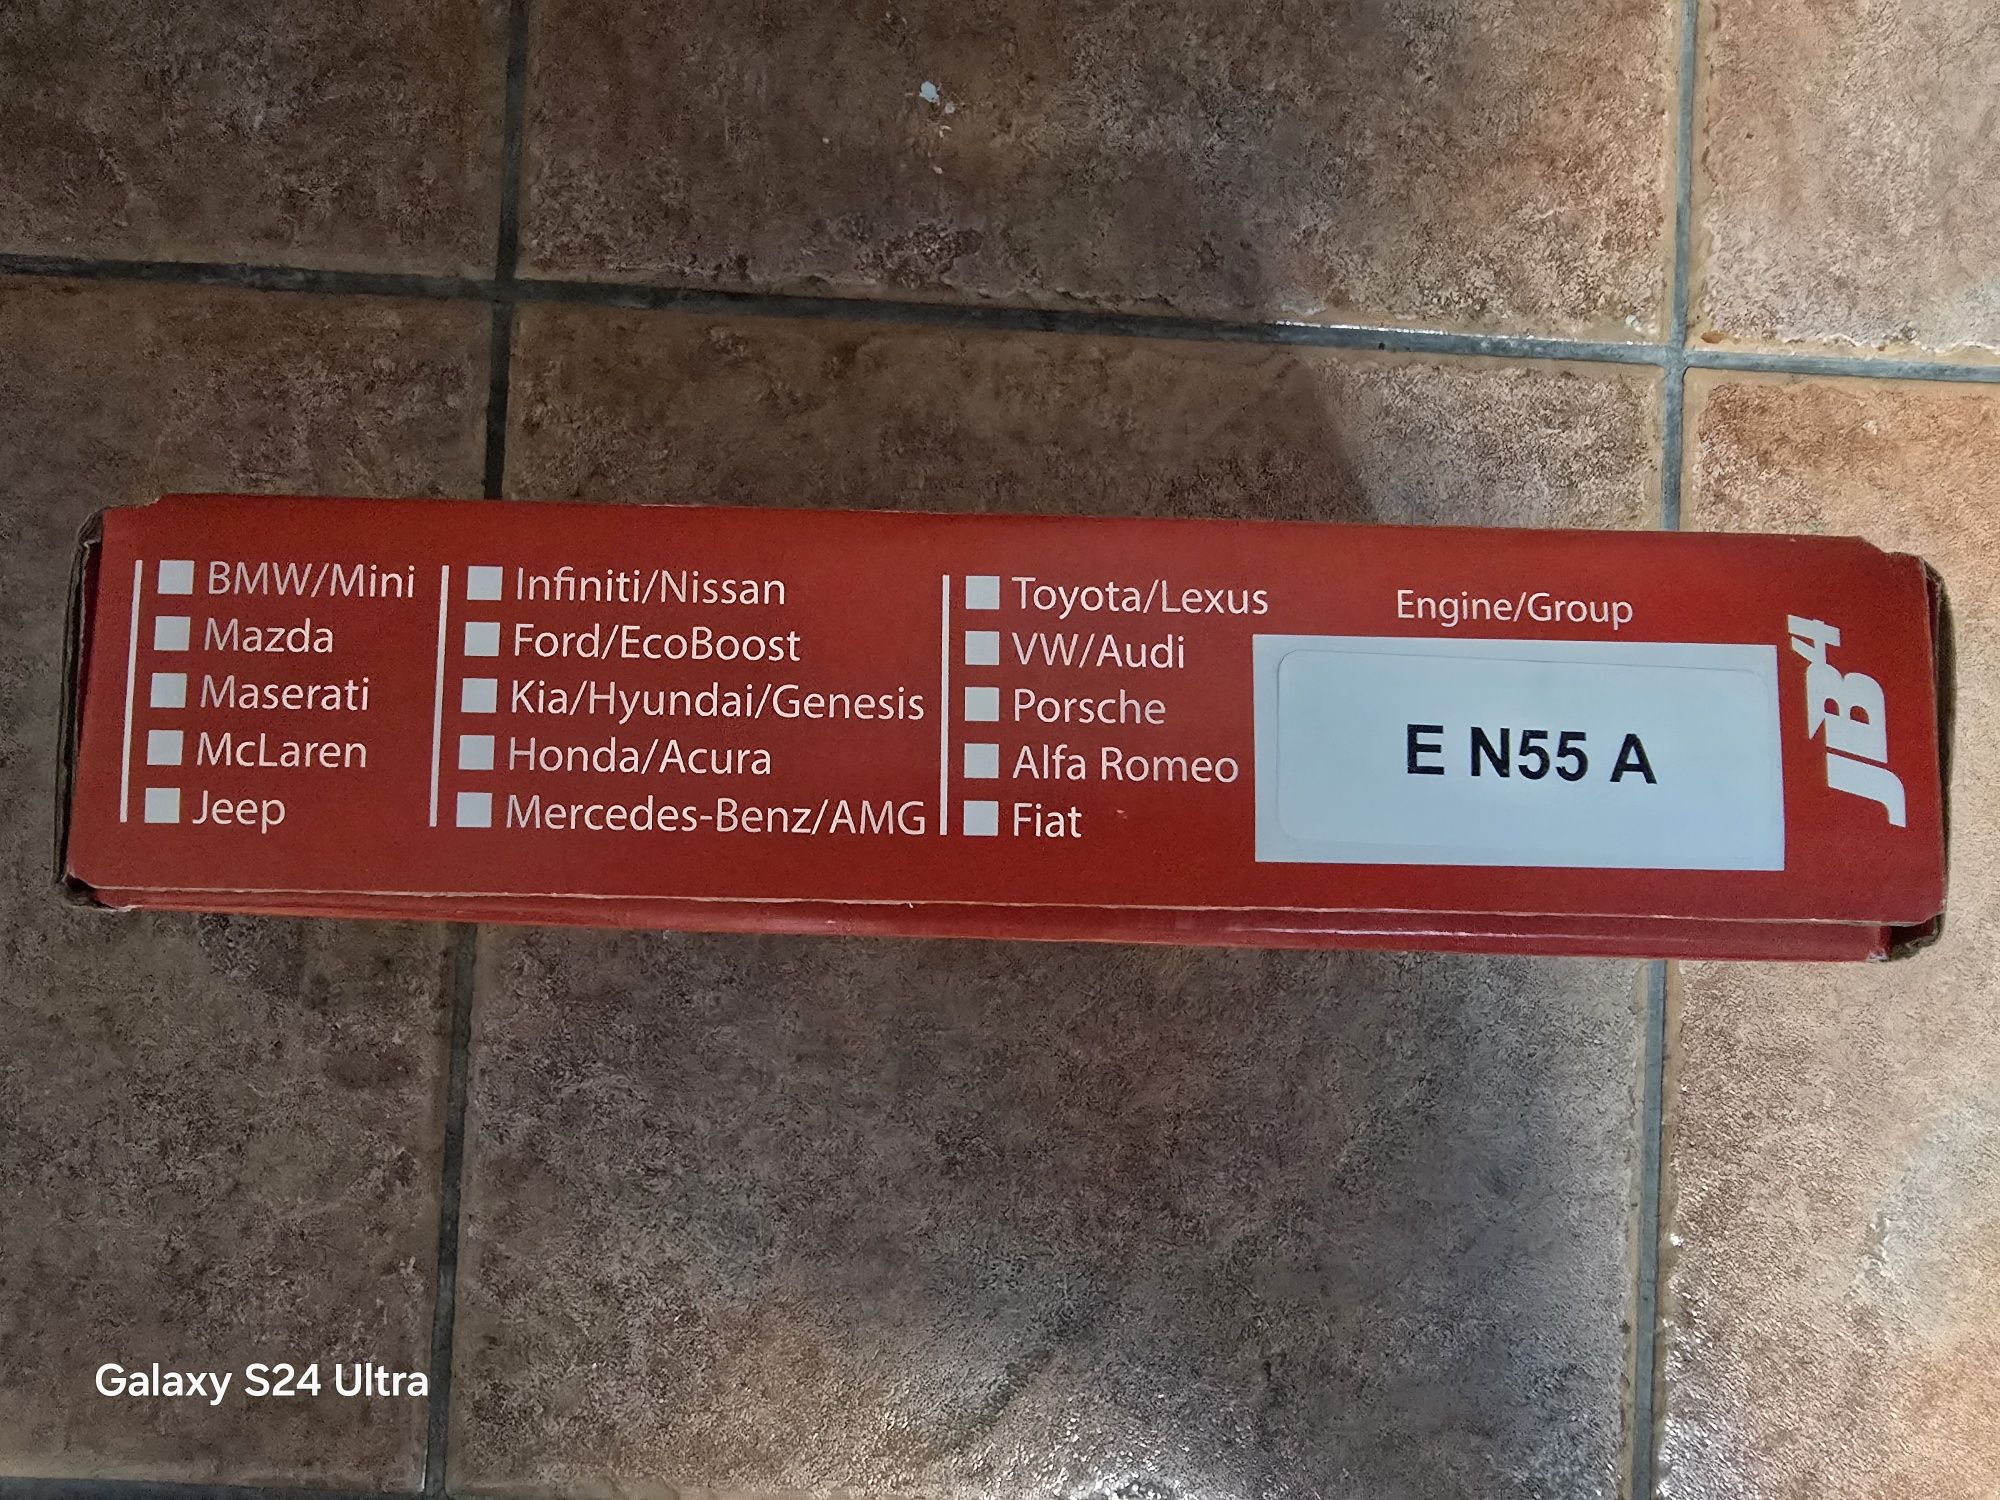 BMW/Mini
Mazda
Maserati
McLaren
Jeep
Infiniti/Nissan
Ford/EcoBoost
Kia/Hyundai/Genesis
Honda/Acura
Mercedes-Benz/AMG
Toyota/Lexus
VW/Audi
Porsche
Alfa Romeo
Fiat
Engine/Group
E N55 A
JB4
Galaxy S24 Ultra